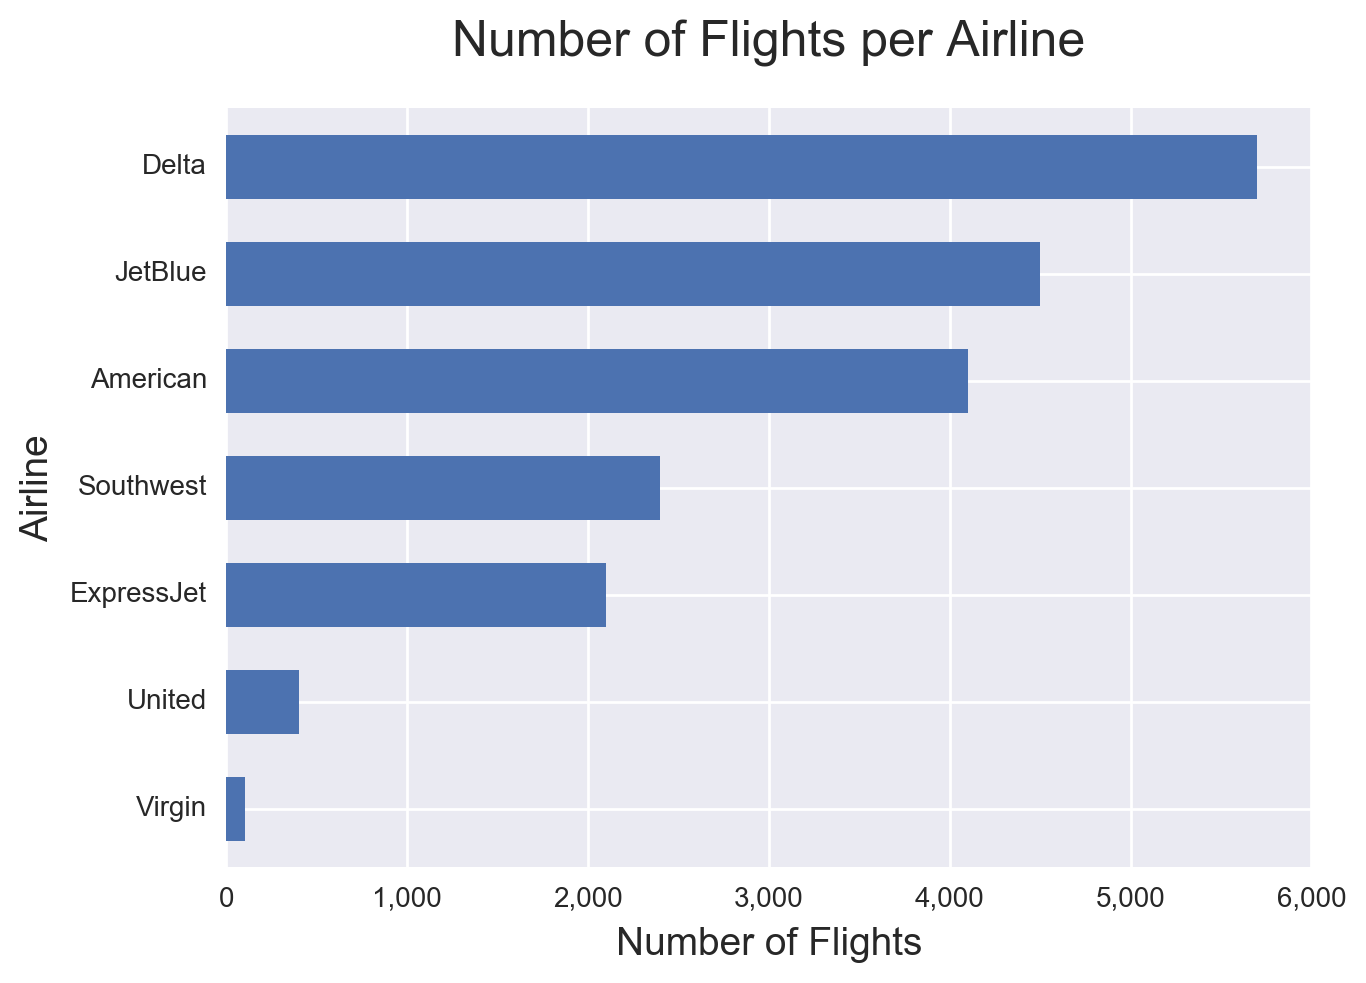 Number of Flights per Airline
Delta
JetBlue
American
Southwest
ExpressJet
United
Virgin
Airline
0 1,000 2,000 3,000 4,000 5,000 6,000
Number of Flights